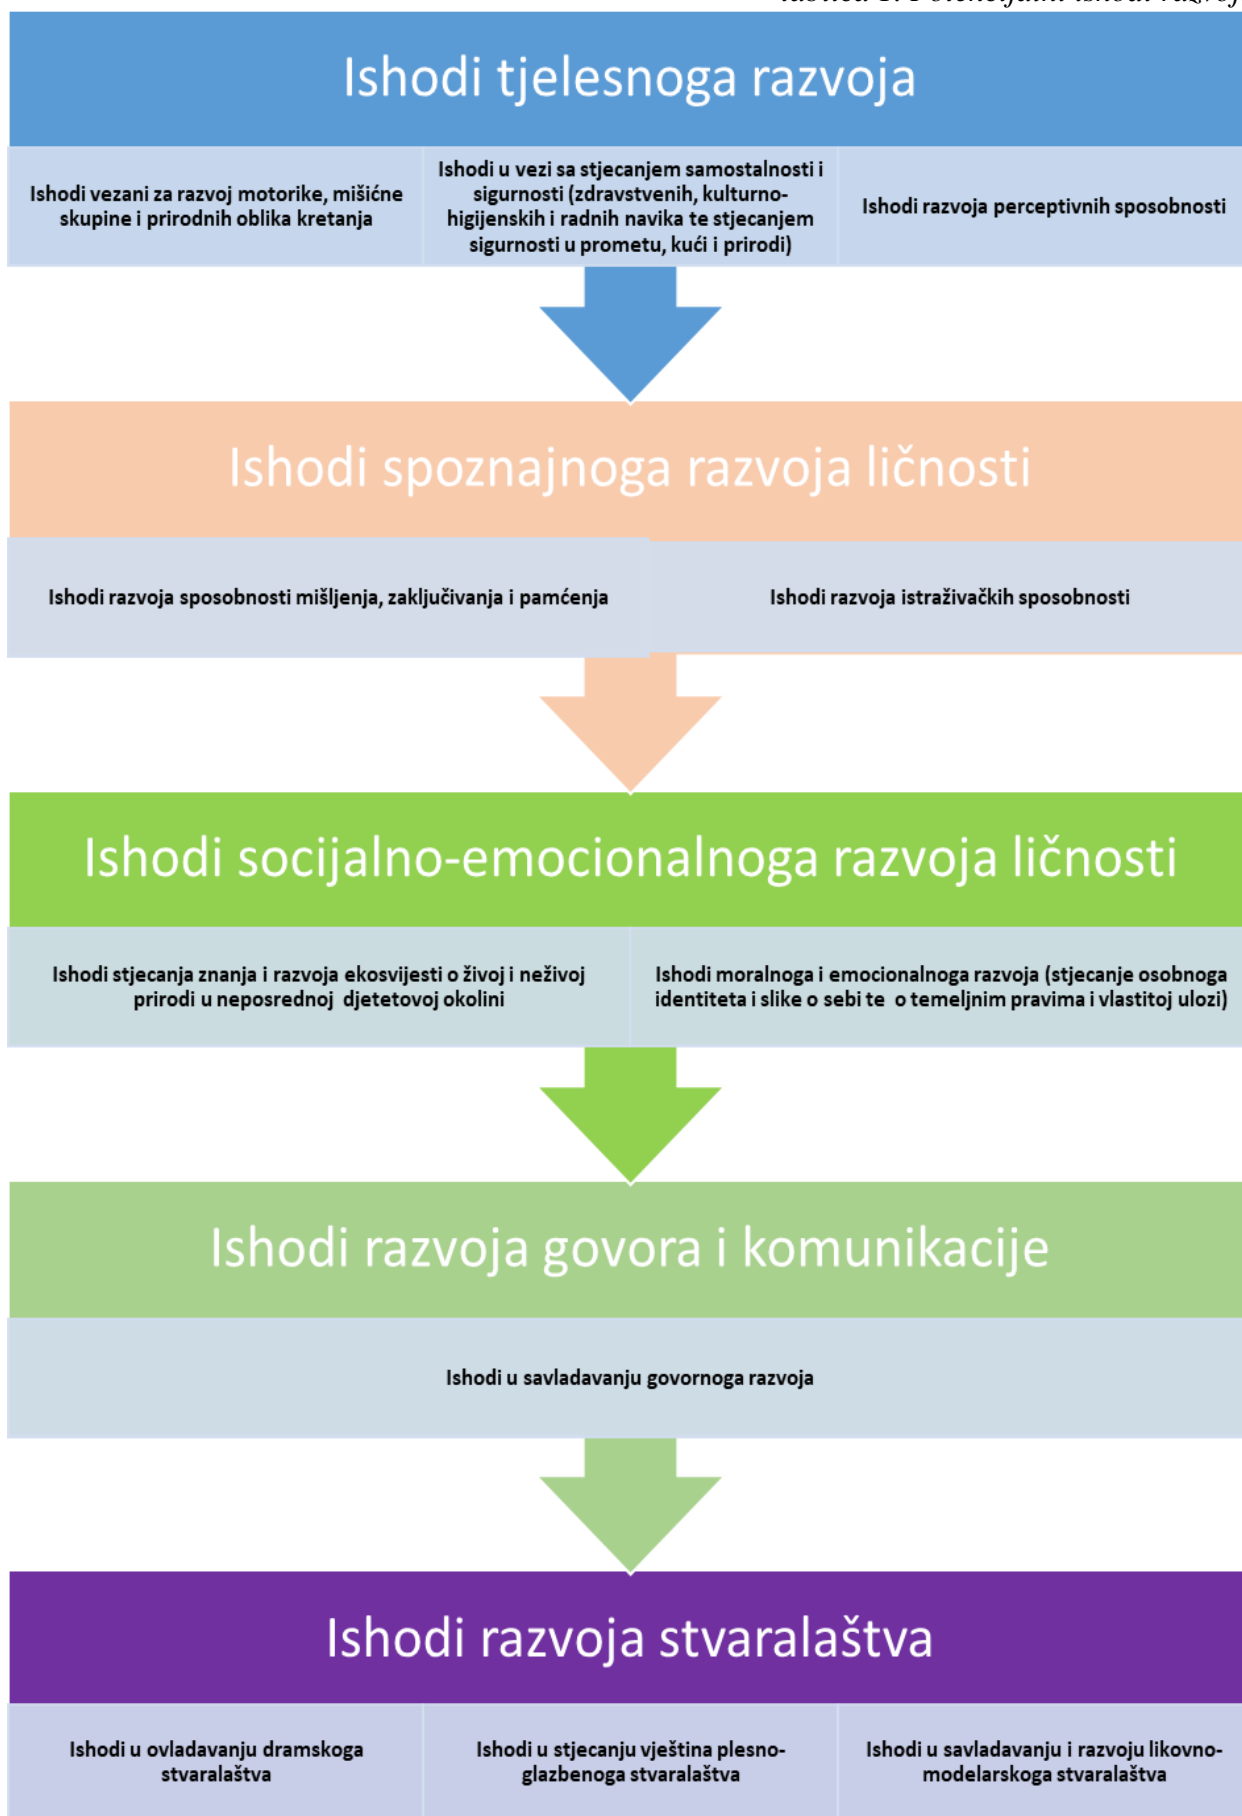 Ishodi tjelesnoga razvoja
Ishodi vezani za razvoj motorike, mišićne
skupine i prirodnih oblika kretanja
Ishodi u vezi sa stjecanjem samostalnosti i
sigurnosti (zdravstvenih, kulturno-
higijenskih i radnih navika te stjecanjem
sigurnosti u prometu, kući i prirodi)
Ishodi razvoja perceptivnih sposobnosti
Ishodi spoznajnoga razvoja ličnosti
Ishodi razvoja sposobnosti mišljenja, zaključivanja i pamćenja
Ishodi razvoja istraživačkih sposobnosti
Ishodi socijalno-emocionalnoga razvoja ličnosti
Ishodi stjecanja znanja i razvoja ekosvijesti o živoj i neživoj
prirodi u neposrednoj djetetovoj okolini
Ishodi moralnoga i emocionalnoga razvoja (stjecanje osobnoga
identiteta i slike o sebi te o temeljnim pravima i vlastitoj ulozi)
Ishodi razvoja govora i komunikacije
Ishodi u savladavanju govornoga razvoja
Ishodi razvoja stvaralaštva
Ishodi u ovladavanju dramskoga
stvaralaštva
Ishodi u stjecanju vještina plesno-
glazbenoga stvaralaštva
Ishodi u savladavanju i razvoju likovno-
modelarskoga stvaralaštva